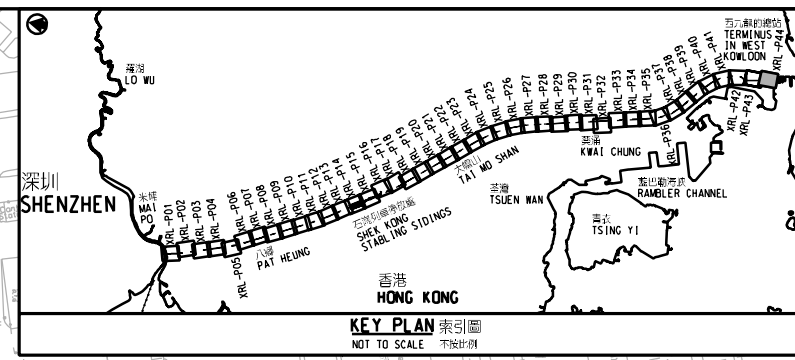 羅湖
LO WU
深圳
SHENZHEN
米埔
MAI
PO
XRL-P01
XRL-P02
XRL-P03
XRL-P04
XRL-P05
XRL-P06
XRL-P07
XRL-P08
XRL-P09
XRL-P10
XRL-P11
XRL-P12
XRL-P13
XRL-P14
XRL-P15
XRL-P16
XRL-P17
XRL-P18
XRL-P19
XRL-P20
XRL-P21
XRL-P22
XRL-P23
XRL-P24
XRL-P25
XRL-P26
XRL-P27
XRL-P28
XRL-P29
XRL-P30
XRL-P31
XRL-P32
XRL-P33
XRL-P34
XRL-P35
XRL-P36
XRL-P37
XRL-P38
XRL-P39
XRL-P40
XRL-P41
XRL-P42
XRL-P43
XRL-P44
西九龍的總站
TERMINUS
IN WEST
KOWLOON
八鄉
PAT HEUNG
SHEK KONG
STABLING SIDINGS
大帽山
TAI MO SHAN
荃灣
TSUEN WAN
葵涌
KWAI CHUNG
藍巴勒海峽
RAMBLER CHANNEL
青衣
TSING YI
香港
HONG KONG
KEY PLAN 索引圖
NOT TO SCALE 不按比例